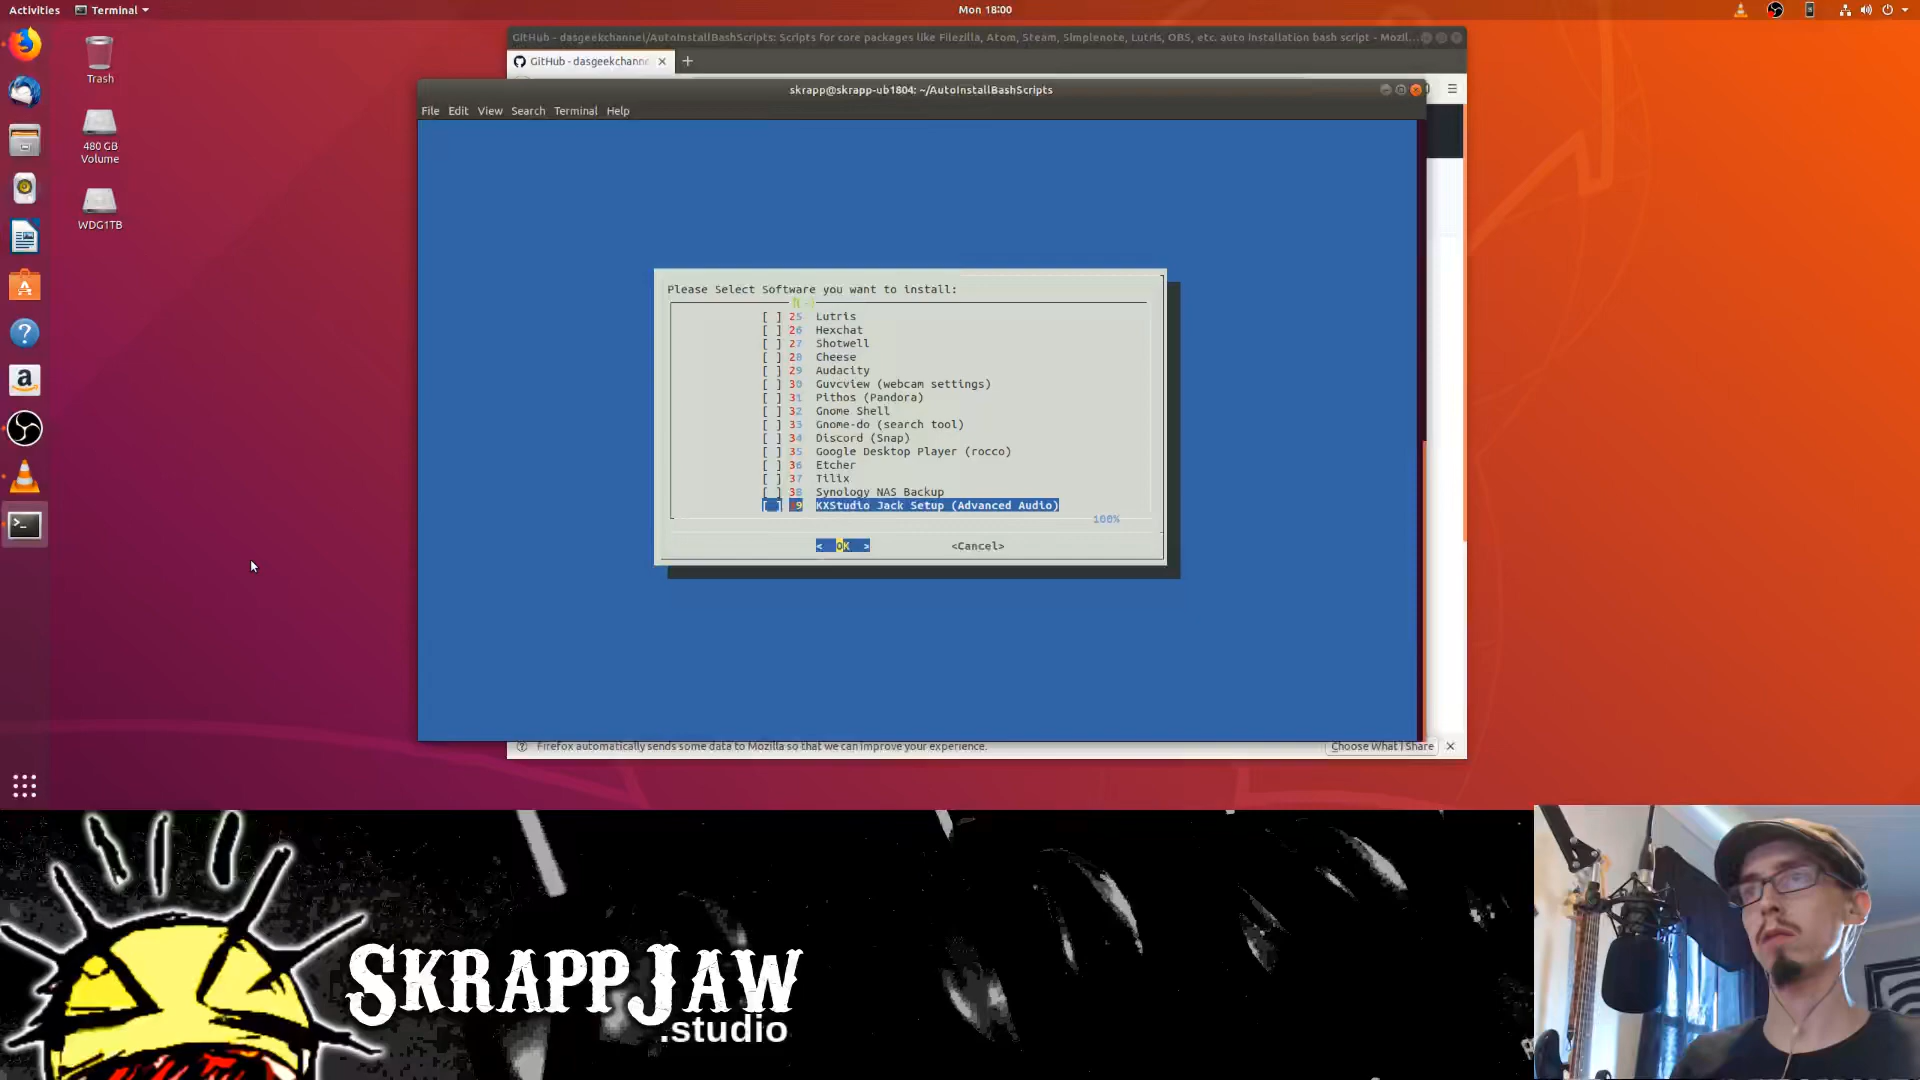 Activities
Terminal
Mon 18:00
Trash
480 GB
Volume
WDG1TB
GitHub - dasgeekchannel/AutoInstallBashScripts: Scripts for core packages like Filezilla, Atom, Steam, Simplenote, Lutris, OBS, etc. auto installation bash script - Mozil...
GitHub - dasgeekchanne
skrapp@skrapp-ub1804: ~/AutoInstallBashScripts
File Edit View Search Terminal Help
Please Select Software you want to install:
[ ] 25 Lutris
[ ] 26 Hexchat
[ ] 27 Shotwell
[ ] 28 Cheese
[ ] 29 Audacity
[ ] 30 Guvcview (webcam settings)
[ ] 31 Pithos (Pandora)
[ ] 32 Gnome Shell
[ ] 33 Gnome-do (search tool)
[ ] 34 Discord (Snap)
[ ] 35 Google Desktop Player (rocco)
[ ] 36 Etcher
[ ] 37 Tilix
[ ] 38 Synology NAS Backup
[ ] 39 KXStudio Jack Setup (Advanced Audio)
100%
< OK > <Cancel>
Firefox automatically sends some data to Mozilla so that we can improve your experience.
Choose What I Share
SKRAPPJAW
.studio